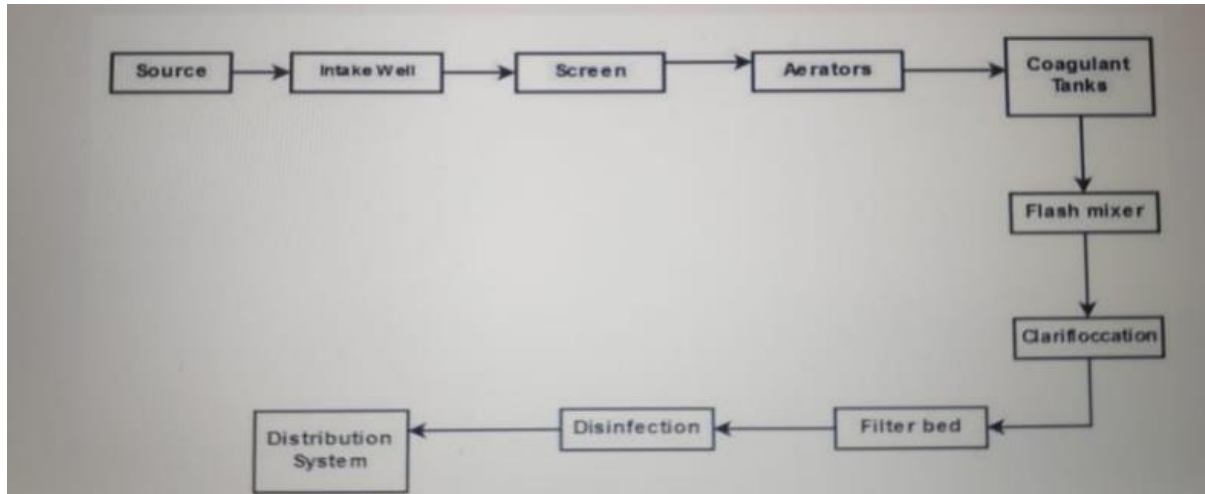 Source
Intake Well
Screen
Aerators
Coagulant
Tanks
Flash mixer
Clarifloccation
Filter bed
Disinfection
Distribution
System